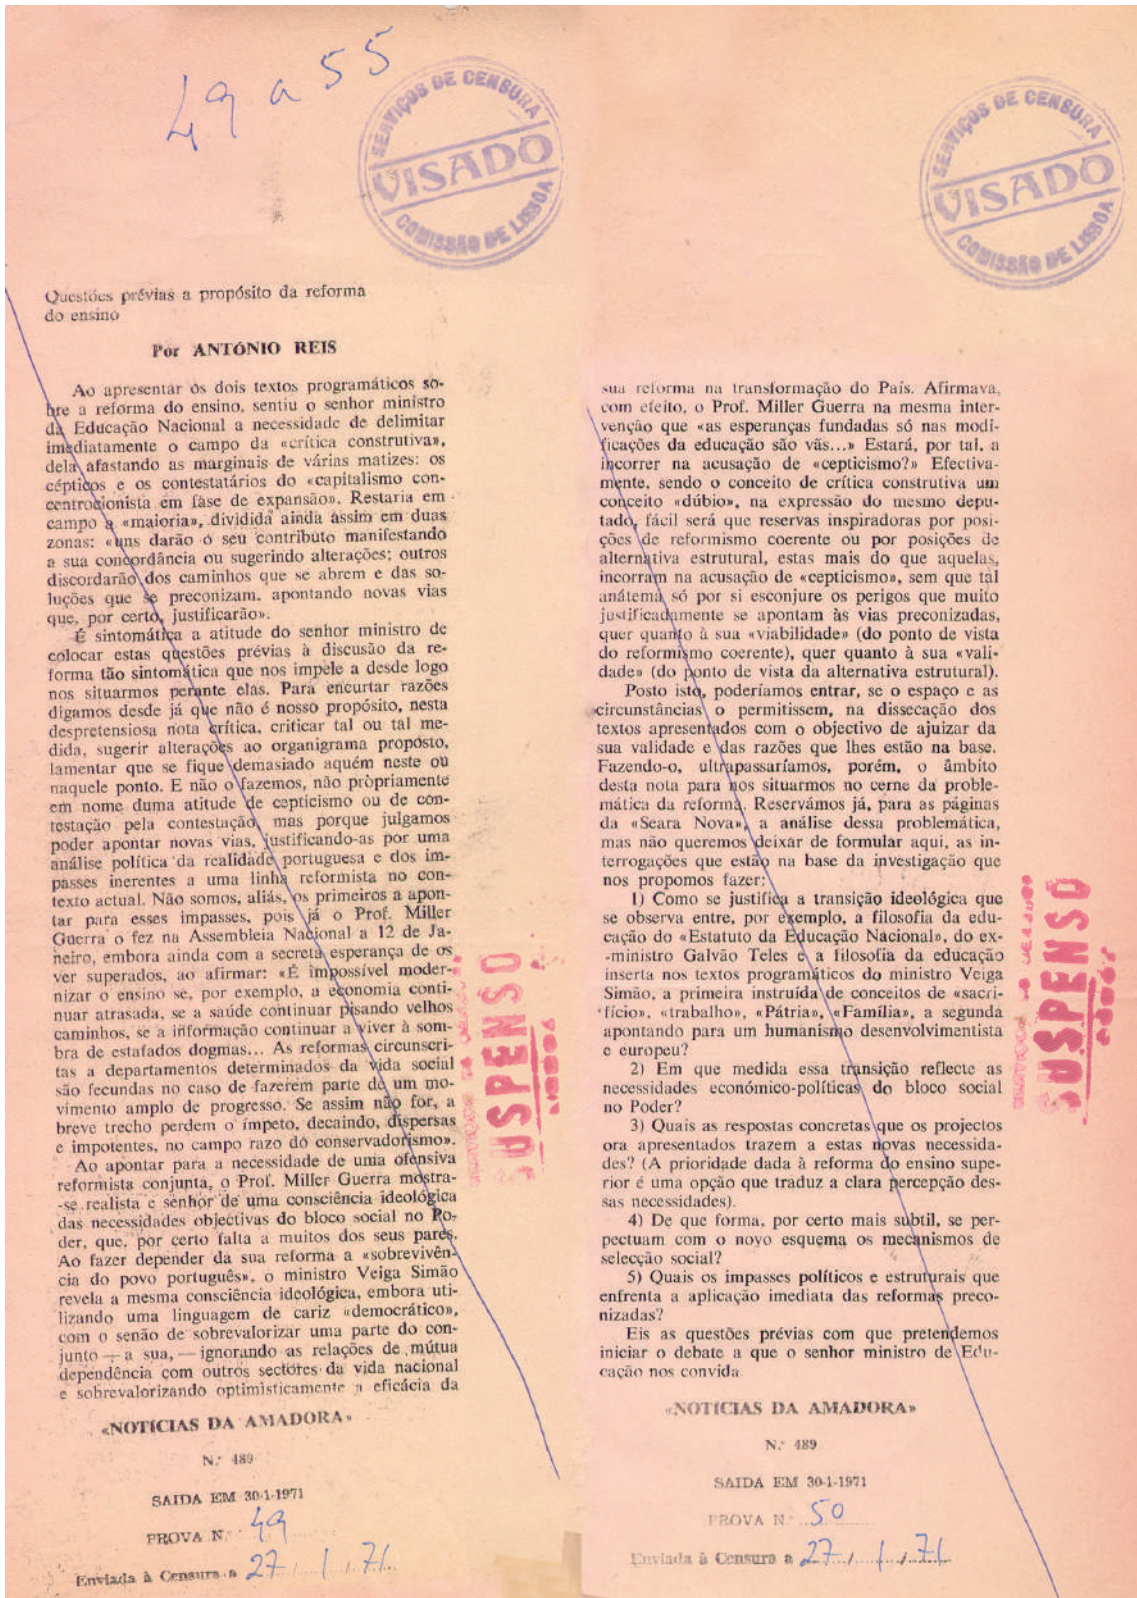 49 a 55
SERVIÇOS DE CENSURA
VISADO
COMISSÃO DE LISBOA
Questões prévias a propósito da reforma
do ensino
Por ANTÓNIO REIS
Ao apresentar os dois textos programáticos so-
bre a reforma do ensino, sentiu o senhor ministro
da Educação Nacional a necessidade de delimitar
imediatamente o campo da «crítica construtiva»,
dela afastando as marginais de várias matizes: os
cépticos e os contestatários do «capitalismo con-
centrocionista em fase de expansão». Restaria em
campo a «maioria», dividida ainda assim em duas
zonas: «uns darão o seu contributo manifestando
a sua concordância ou sugerindo alterações; outros
discordarão dos caminhos que se abrem e das so-
luções que se preconizam, apontando novas vias
que, por certo, justificarão».
É sintomática a atitude do senhor ministro de
colocar estas questões prévias à discussão da re-
forma tão sintomática que nos impele a desde logo
nos situarmos perante elas. Para encurtar razões
digamos desde já que não é nosso propósito, nesta
despretensiosa nota crítica, criticar tal ou tal me-
dida, sugerir alterações ao organigrama proposto,
lamentar que se fique demasiado aquém neste ou
naquele ponto. E não o fazemos, não pròpriamente
em nome duma atitude de cepticismo ou de con-
testação pela contestação, mas porque julgamos
poder apontar novas vias, justificando-as por uma
análise política da realidade portuguesa e dos im-
passes inerentes a uma linha reformista no con-
texto actual. Não somos, aliás, os primeiros a apon-
tar para esses impasses, pois já o Prof. Miller
Guerra o fez na Assembleia Nacional a 12 de Ja-
neiro, embora ainda com a secreta esperança de os
ver superados, ao afirmar: «É impossível moder-
nizar o ensino se, por exemplo, a economia conti-
nuar atrasada, se a saúde continuar pisando velhos
caminhos, se a informação continuar a viver à som-
bra de estafados dogmas... As reformas circunscri-
tas a departamentos determinados da vida social
são fecundas no caso de fazerem parte de um mo-
vimento amplo de progresso. Se assim não for, a
breve trecho perdem o ímpeto, decaindo, dispersas
e impotentes, no campo razo do conservadorismo».
Ao apontar para a necessidade de uma ofensiva
reformista conjunta, o Prof. Miller Guerra mostra-
-se realista e senhor de uma consciência ideológica
das necessidades objectivas do bloco social no Po-
der, que, por certo falta a muitos dos seus pares.
Ao fazer depender da sua reforma a «sobrevivên-
cia do povo português», o ministro Veiga Simão
revela a mesma consciência ideológica, embora uti-
lizando uma linguagem de cariz «democrático»,
com o senão de sobrevalorizar uma parte do con-
junto — a sua, — ignorando as relações de mútua
dependência com outros sectores da vida nacional
e sobrevalorizando optimisticamente a eficácia da
SUSPENSO
«NOTÍCIAS DA AMADORA»
N.º 489
SAIDA EM 30-1-1971
PROVA N.º 49
Enviada à Censura a 27/1/71
SERVIÇOS DE CENSURA
VISADO
COMISSÃO DE LISBOA
sua reforma na transformação do País. Afirmava,
com efeito, o Prof. Miller Guerra na mesma inter-
venção que «as esperanças fundadas só nas modi-
ficações da educação são vãs...» Estará, por tal, a
incorrer na acusação de «cepticismo?» Efectiva-
mente, sendo o conceito de crítica construtiva um
conceito «dúbio», na expressão do mesmo depu-
tado, fácil será que reservas inspiradoras por posi-
ções de reformismo coerente ou por posições de
alternativa estrutural, estas mais do que aquelas,
incorram na acusação de «cepticismo», sem que tal
anátema só por si esconjure os perigos que muito
justificadamente se apontam às vias preconizadas,
quer quanto à sua «viabilidade» (do ponto de vista
do reformismo coerente), quer quanto à sua «vali-
dade» (do ponto de vista da alternativa estrutural).
Posto isto, poderíamos entrar, se o espaço e as
circunstâncias o permitissem, na dissecação dos
textos apresentados com o objectivo de ajuizar da
sua validade e das razões que lhes estão na base.
Fazendo-o, ultrapassaríamos, porém, o âmbito
desta nota para nos situarmos no cerne da proble-
mática da reforma. Reservámos já, para as páginas
da «Seara Nova», a análise dessa problemática,
mas não queremos deixar de formular aqui, as in-
terrogações que estão na base da investigação que
nos propomos fazer:
1) Como se justifica a transição ideológica que
se observa entre, por exemplo, a filosofia da edu-
cação do «Estatuto da Educação Nacional», do ex-
-ministro Galvão Teles e a filosofia da educação
inserta nos textos programáticos do ministro Veiga
Simão, a primeira instruída de conceitos de «sacri-
fício», «trabalho», «Pátria», «Família», a segunda
apontando para um humanismo desenvolvimentista
e europeu?
2) Em que medida essa transição reflecte as
necessidades económico-políticas do bloco social
no Poder?
3) Quais as respostas concretas que os projectos
ora apresentados trazem a estas novas necessida-
des? (A prioridade dada à reforma do ensino supe-
rior é uma opção que traduz a clara percepção des-
sas necessidades).
4) De que forma, por certo mais subtil, se per-
pectuam com o novo esquema os mecanismos de
selecção social?
5) Quais os impasses políticos e estruturais que
enfrenta a aplicação imediata das reformas preco-
nizadas?
Eis as questões prévias com que pretendemos
iniciar o debate a que o senhor ministro de Edu-
cação nos convida.
SUSPENSO
«NOTÍCIAS DA AMADORA»
N.º 489
SAIDA EM 30-1-1971
PROVA N.º 50
Enviada à Censura a 27/1/71